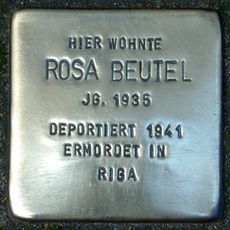 HIER WOHNTE
ROSA BEUTEL
JG. 1935
DEPORTIERT 1941
ERMORDET IN
RIGA